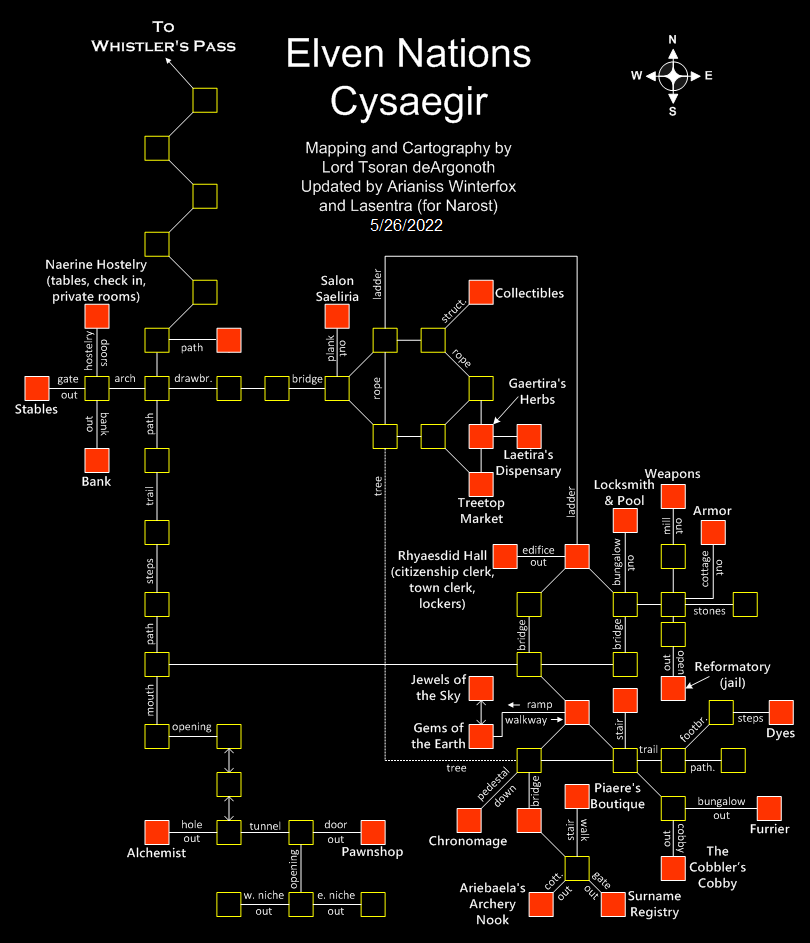 To
Whistler's Pass
Elven Nations
Cysaegir
N
W
E
S
Mapping and Cartography by
Lord Tsoran deArgonoth
Updated by Arianiss Winterfox
and Lasentra (for Narost)
5/26/2022
Naerine Hostelry
(tables, check in,
private rooms)
Salon
Saeliria
ladder
Collectibles
struct.
hostelry
doors
path
plank
out
rope
gate
out
arch
drawbr.
bridge
rope
Gaertira's
Herbs
Stables
out
bank
path
Laetira's
Dispensary
Bank
trail
tree
Treetop
Market
ladder
Locksmith
& Pool
Weapons
mill
out
Armor
steps
Rhyaesdid Hall
(citizenship clerk,
town clerk,
lockers)
edifice
out
bungalow
out
cottage
out
stones
path
bridge
bridge
out
open
Reformatory
(jail)
mouth
Jewels of
the Sky
ramp
walkway
Gems of
the Earth
stair
opening
footbr.
steps
Dyes
trail
path.
tree
pedestal
down
bridge
Piaere's
Boutique
bungalow
out
Furrier
Chronomage
stair
walk
out
cobby
The
Cobbler's
Cobby
hole
out
tunnel
door
out
Alchemist
Pawnshop
opening
cott.
out
gate
out
Ariebaela's
Archery
Nook
Surname
Registry
w. niche
out
e. niche
out